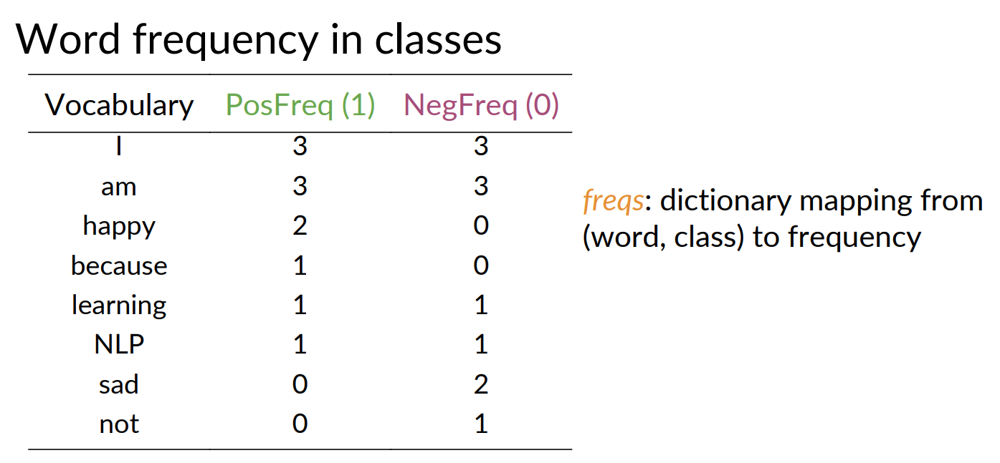 Word frequency in classes
Vocabulary PosFreq (1) NegFreq (0)
I 3 3
am 3 3
happy 2 0
because 1 0
learning 1 1
NLP 1 1
sad 0 2
not 0 1
freqs: dictionary mapping from
(word, class) to frequency